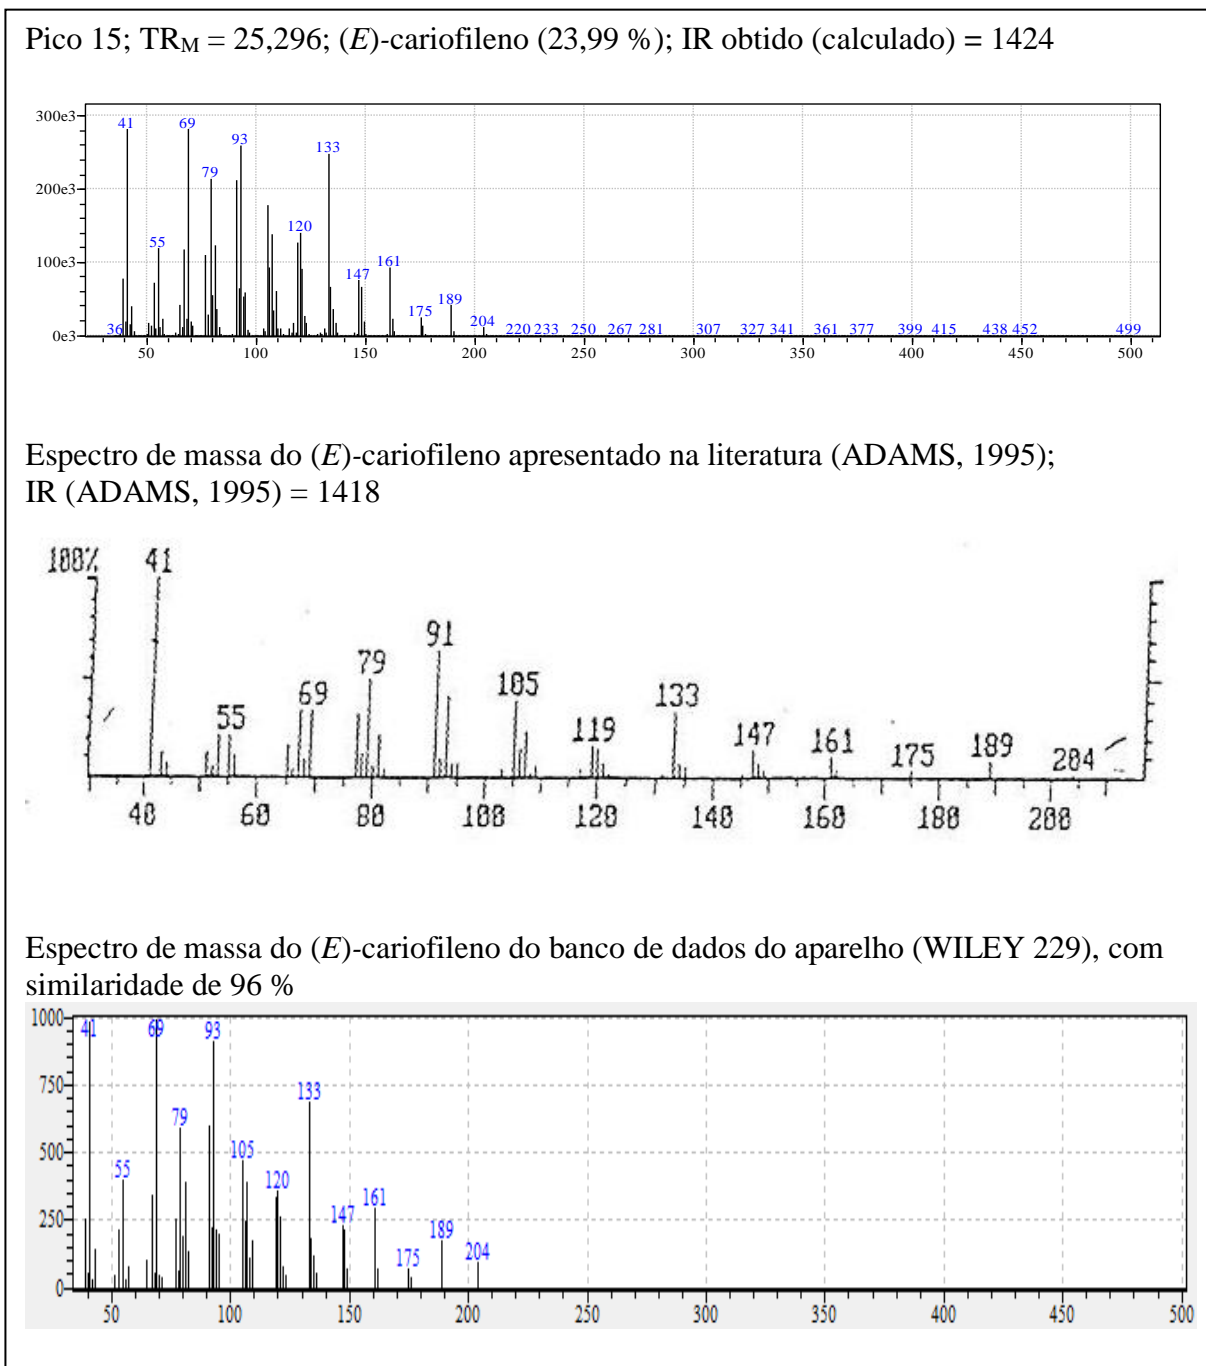 Pico 15; TRM = 25,296; (E)-cariofileno (23,99 %); IR obtido (calculado) = 1424
300e3
41 69
93 133
79
200e3
120
55
100e3
161
147
189
175
204
36 220 233 250 267 281 307 327 341 361 377 399 415 438 452 499
0e3
50 100 150 200 250 300 350 400 450 500
Espectro de massa do (E)-cariofileno apresentado na literatura (ADAMS, 1995);
IR (ADAMS, 1995) = 1418
100% 41
91
79
105
69 133
55 119 147 161 175 189 204
40 60 80 100 120 140 160 180 200
Espectro de massa do (E)-cariofileno do banco de dados do aparelho (WILEY 229), com
similaridade de 96 %
1000
41 69 93
750
133
79
500
105
55 120
161
250
147
189
175 204
0
50 100 150 200 250 300 350 400 450 500